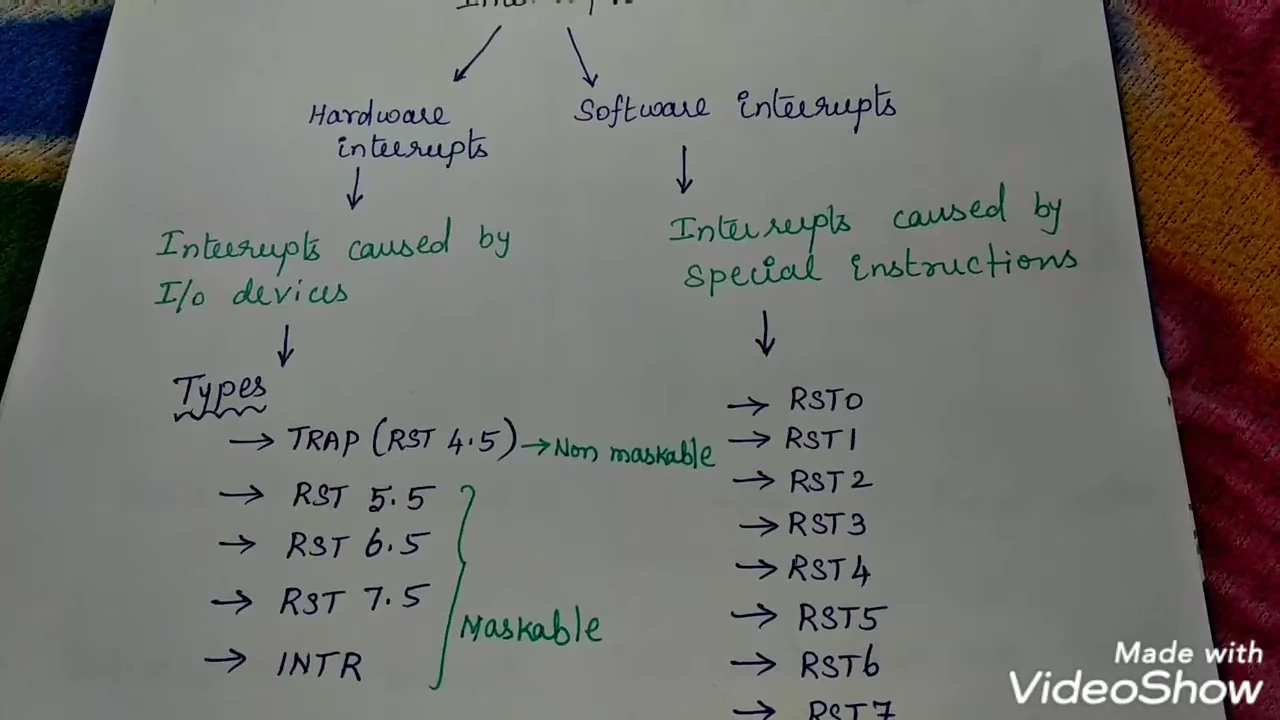 Hardware
interrupts
Software interrupts
↓
↓
Interrupts caused by
I/o devices
Interrupts caused by
special instructions
↓
↓
Types
→ TRAP (RST 4.5) → Non maskable
→ RST 5.5
→ RST 6.5
→ RST 7.5
→ INTR
Maskable
→ RST0
→ RST1
→ RST2
→ RST3
→ RST4
→ RST5
→ RST6
→ RST7
Made with
VideoShow